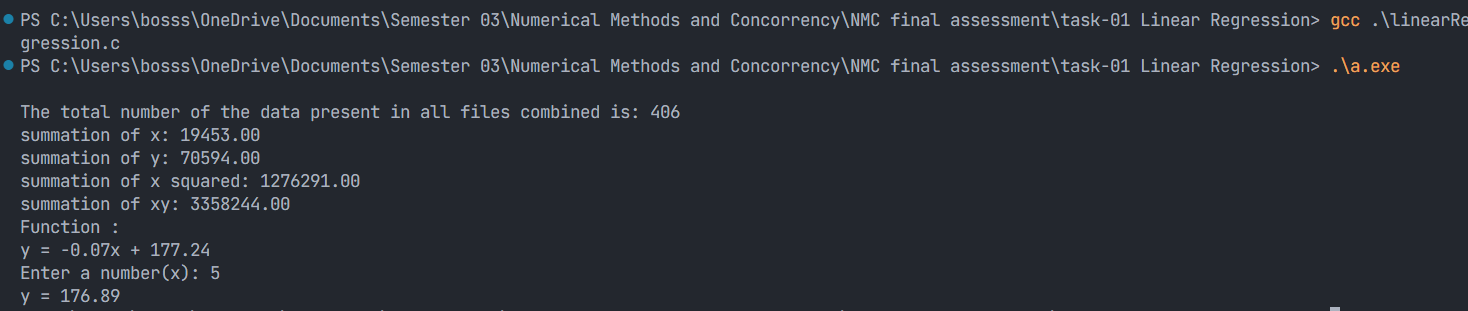 PS C:\Users\bosss\OneDrive\Documents\Semester 03\Numerical Methods and Concorrency\NMC final assessment\task-01 Linear Regression> gcc .\linearRe
gression.c
PS C:\Users\bosss\OneDrive\Documents\Semester 03\Numerical Methods and Concorrency\NMC final assessment\task-01 Linear Regression> .\a.exe
The total number of the data present in all files combined is: 406
summation of x: 19453.00
summation of y: 70594.00
summation of x squared: 1276291.00
summation of xy: 3358244.00
Function :
y = -0.07x + 177.24
Enter a number(x): 5
y = 176.89